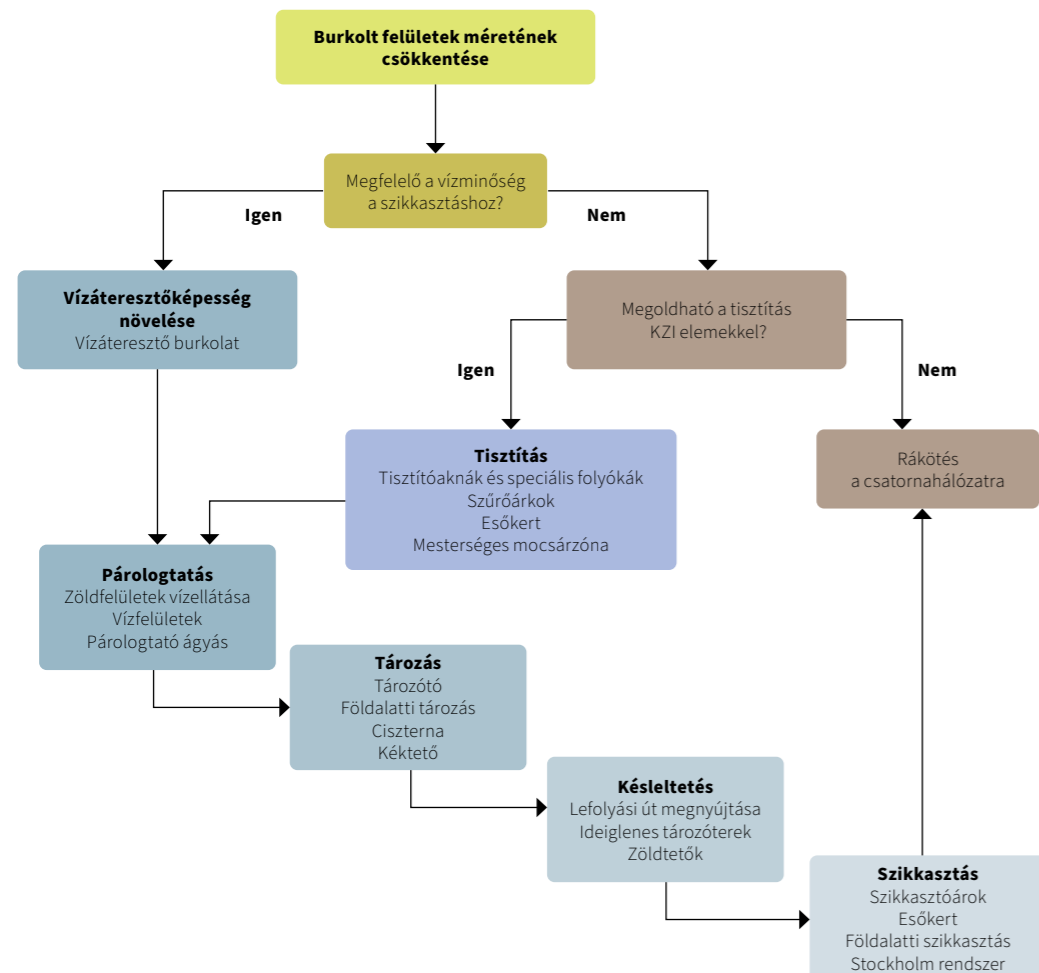 Burkolt felületek méretének
csökkentése
Megfelelő a vízminőség
a szikkasztáshoz?
Igen
Nem
Vízáteresztőképesség
növelése
Vízáteresztő burkolat
Megoldható a tisztítás
KZI elemekkel?
Igen
Nem
Tisztítás
Tisztítóaknák és speciális folyókák
Szűrőárkok
Esőkert
Mesterséges mocsárzóna
Rákötés
a csatornahálózatra
Párologtatás
Zöldfelületek vízellátása
Vízfelületek
Párologtató ágyás
Tározás
Tározótó
Földalatti tározás
Ciszterna
Kéktető
Késleltetés
Lefolyási út megnyújtása
Ideiglenes tározóterek
Zöldtetők
Szikkasztás
Szikkasztóárok
Esőkert
Földalatti szikkasztás
Stockholm rendszer